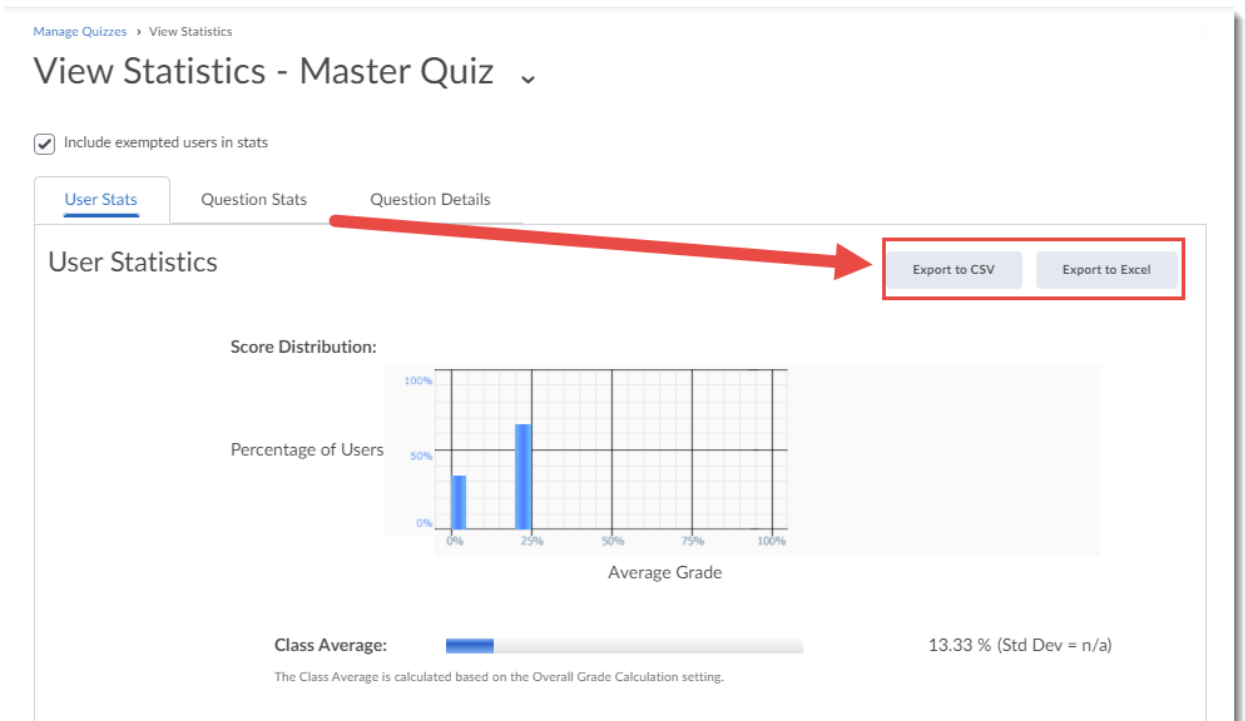 Manage Quizzes › View Statistics
View Statistics - Master Quiz
Include exempted users in stats
User Stats Question Stats Question Details
User Statistics
Export to CSV Export to Excel
Score Distribution:
100%
Percentage of Users
50%
0%
0% 25% 50% 75% 100%
Average Grade
Class Average: 13.33 % (Std Dev = n/a)
The Class Average is calculated based on the Overall Grade Calculation setting.